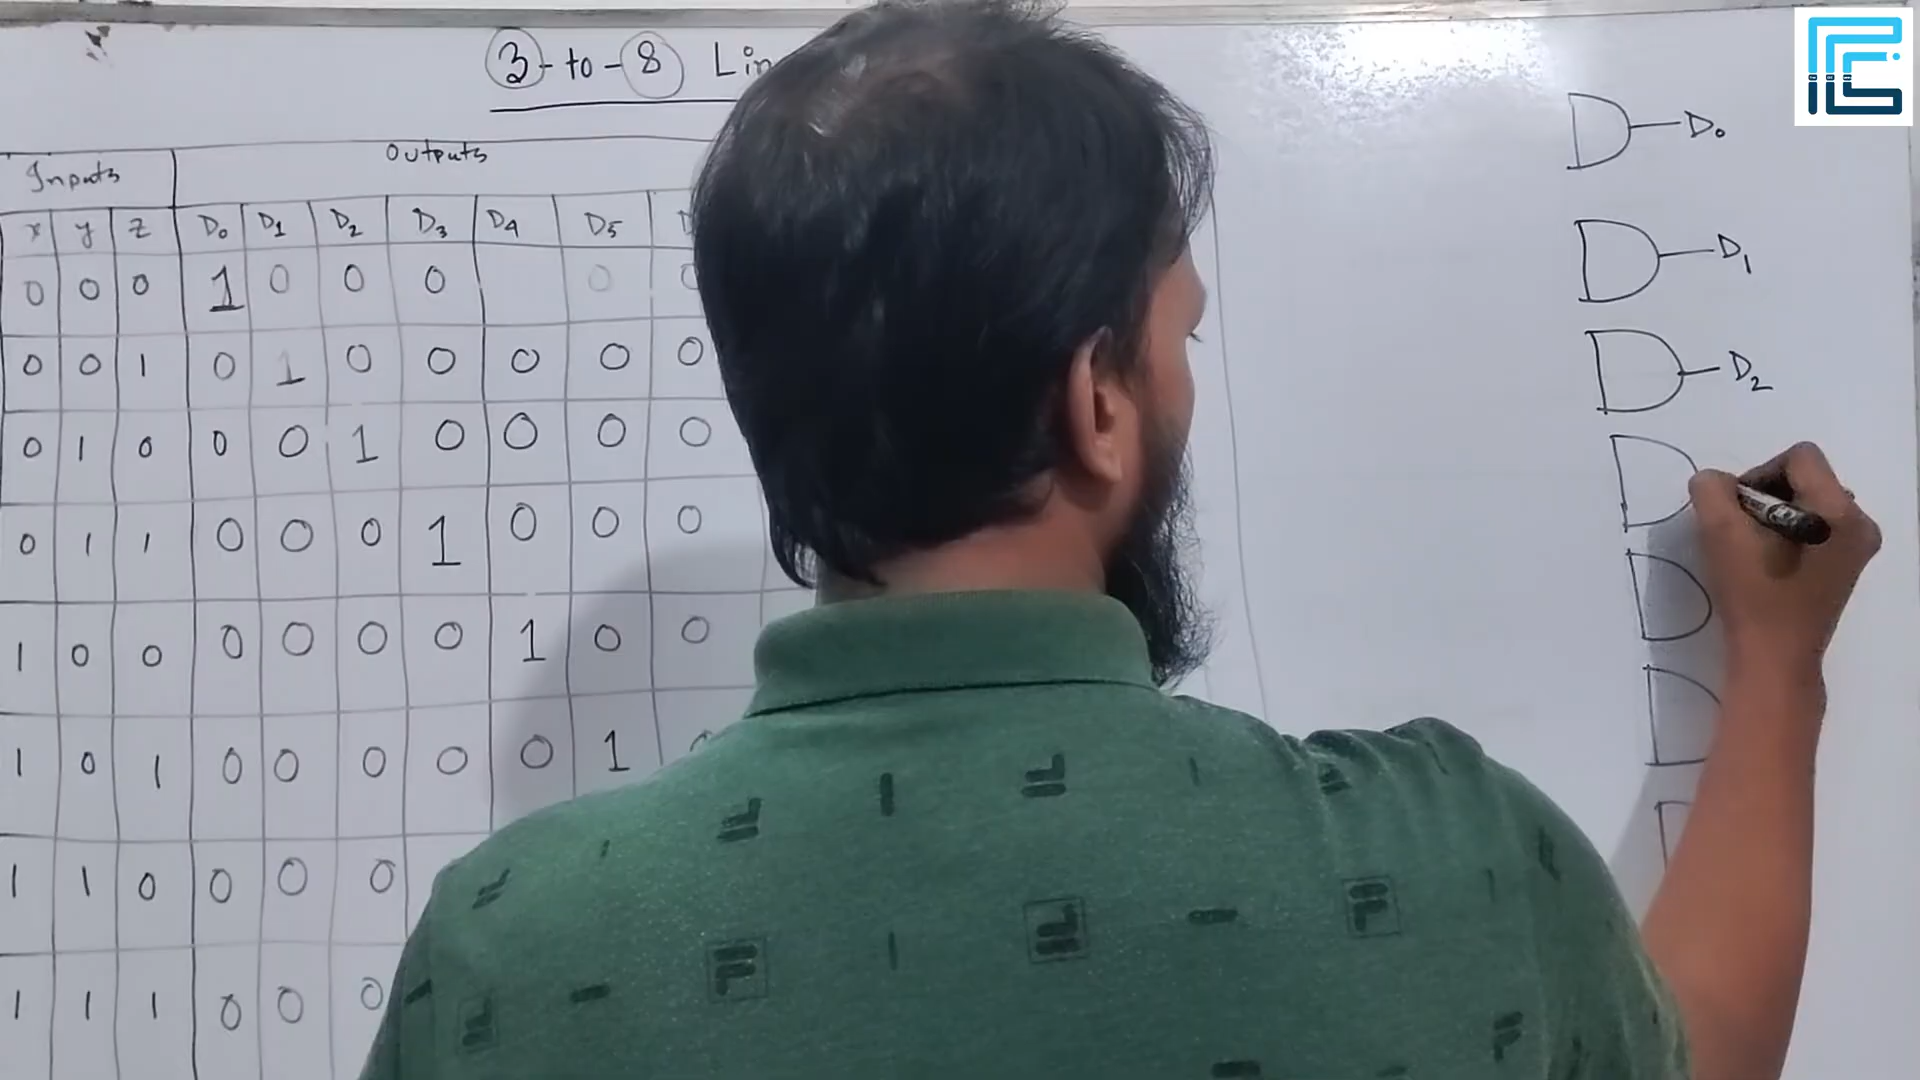 3-to-8 Lin
Inputs Outputs
x y z D0 D1 D2 D3 D4 D5
0 0 0 1 0 0 0 0 0
0 0 1 0 1 0 0 0 0 0
0 1 0 0 0 1 0 0 0 0
0 1 1 0 0 0 1 0 0 0
1 0 0 0 0 0 0 1 0 0
1 0 1 0 0 0 0 0 1 0
1 1 0 0 0 0
1 1 1 0 0 0
D0
D1
D2